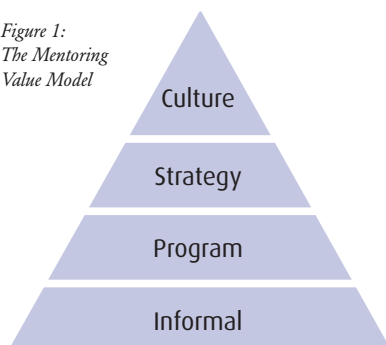 Figure 1:
The Mentoring
Value Model
Culture
Strategy
Program
Informal